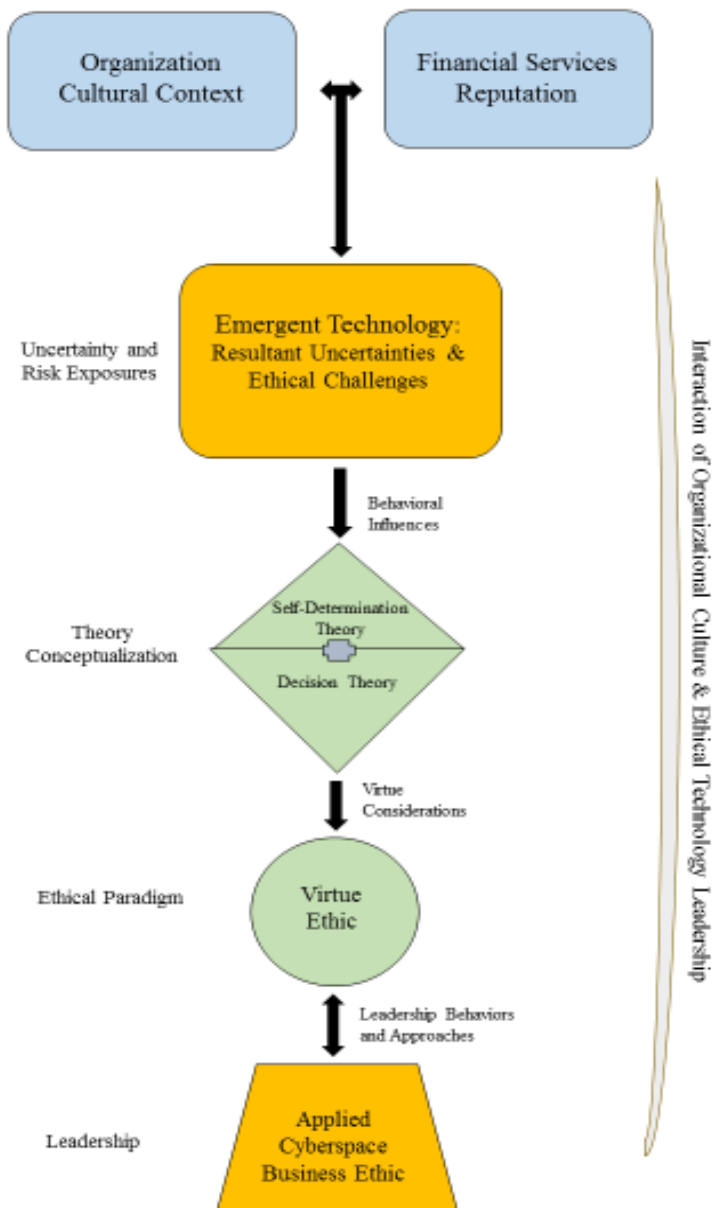 Organization
Cultural Context
Financial Services
Reputation
Emergent Technology:
Resultant Uncertainties &
Ethical Challenges
Uncertainty and
Risk Exposures
Behavioral
Influences
Self-Determination
Theory
Decision Theory
Theory
Conceptualization
Virtue
Considerations
Ethical Paradigm
Virtue
Ethic
Leadership Behaviors
and Approaches
Leadership
Applied
Cyberspace
Business Ethic
Interaction of Organizational Culture & Ethical Technology Leadership